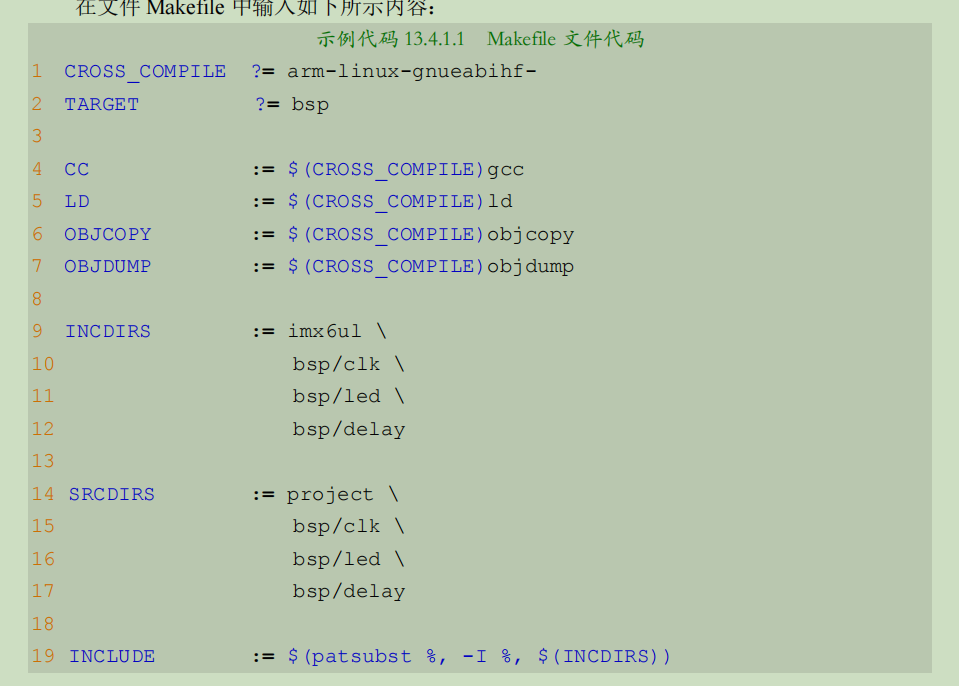 在文件 Makefile 中输入如下所示内容：
示例代码 13.4.1.1 Makefile 文件代码
1 CROSS_COMPILE ?= arm-linux-gnueabihf-
2 TARGET ?= bsp
3
4 CC := $(CROSS_COMPILE)gcc
5 LD := $(CROSS_COMPILE)ld
6 OBJCOPY := $(CROSS_COMPILE)objcopy
7 OBJDUMP := $(CROSS_COMPILE)objdump
8
9 INCDIRS := imx6ul \
10 bsp/clk \
11 bsp/led \
12 bsp/delay
13
14 SRCDIRS := project \
15 bsp/clk \
16 bsp/led \
17 bsp/delay
18
19 INCLUDE := $(patsubst %, -I %, $(INCDIRS))